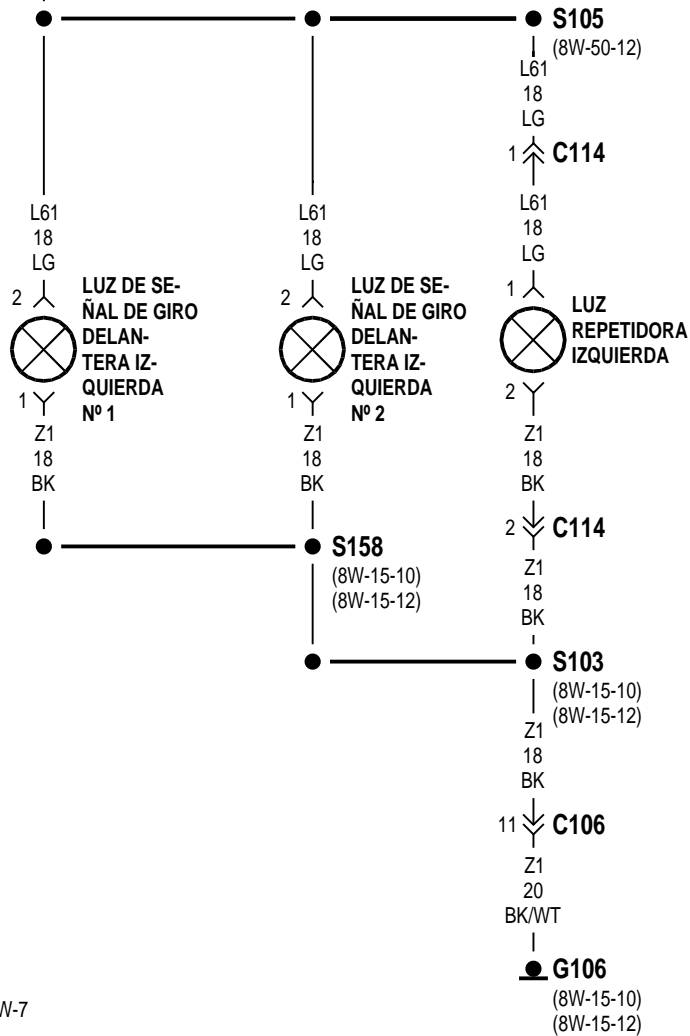 S105
(8W-50-12)
L61
18
LG
1
C114
L61
18
LG
L61
18
LG
L61
18
LG
2
LUZ DE SE-
ÑAL DE GIRO
DELAN-
TERA IZ-
QUIERDA
Nº 1
1
Z1
18
BK
2
LUZ DE SE-
ÑAL DE GIRO
DELAN-
TERA IZ-
QUIERDA
Nº 2
1
Z1
18
BK
1
LUZ
REPETIDORA
IZQUIERDA
2
Z1
18
BK
2
C114
Z1
18
BK
S158
(8W-15-10)
(8W-15-12)
S103
(8W-15-10)
(8W-15-12)
Z1
18
BK
11
C106
Z1
20
BK/WT
G106
(8W-15-10)
(8W-15-12)
W-7